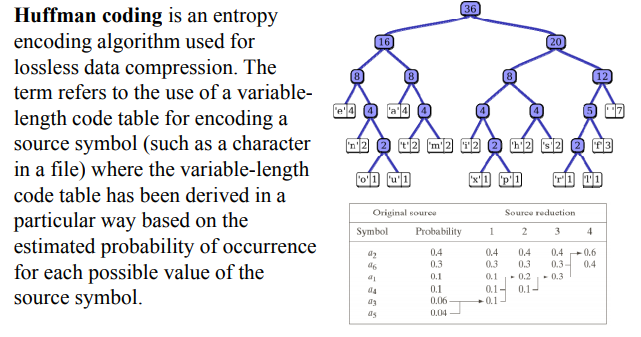 Huffman coding is an entropy
encoding algorithm used for
lossless data compression. The
term refers to the use of a variable-
length code table for encoding a
source symbol (such as a character
in a file) where the variable-length
code table has been derived in a
particular way based on the
estimated probability of occurrence
for each possible value of the
source symbol.
36
16 20
8 8 8 12
'e' 4 4 'a' 4 4 4 4 5 ' ' 7
'n' 2 2 't' 2 'm' 2 'i' 2 2 'h' 2 's' 2 2 'f' 3
'o' 1 'u' 1 'x' 1 'p' 1 'r' 1 'l' 1
Original source Source reduction
Symbol Probability 1 2 3 4
a2 0.4 0.4 0.4 0.4 0.6
a6 0.3 0.3 0.3 0.3 0.4
a1 0.1 0.1 0.2 0.3
a4 0.1 0.1 0.1
a3 0.06 0.1
a5 0.04